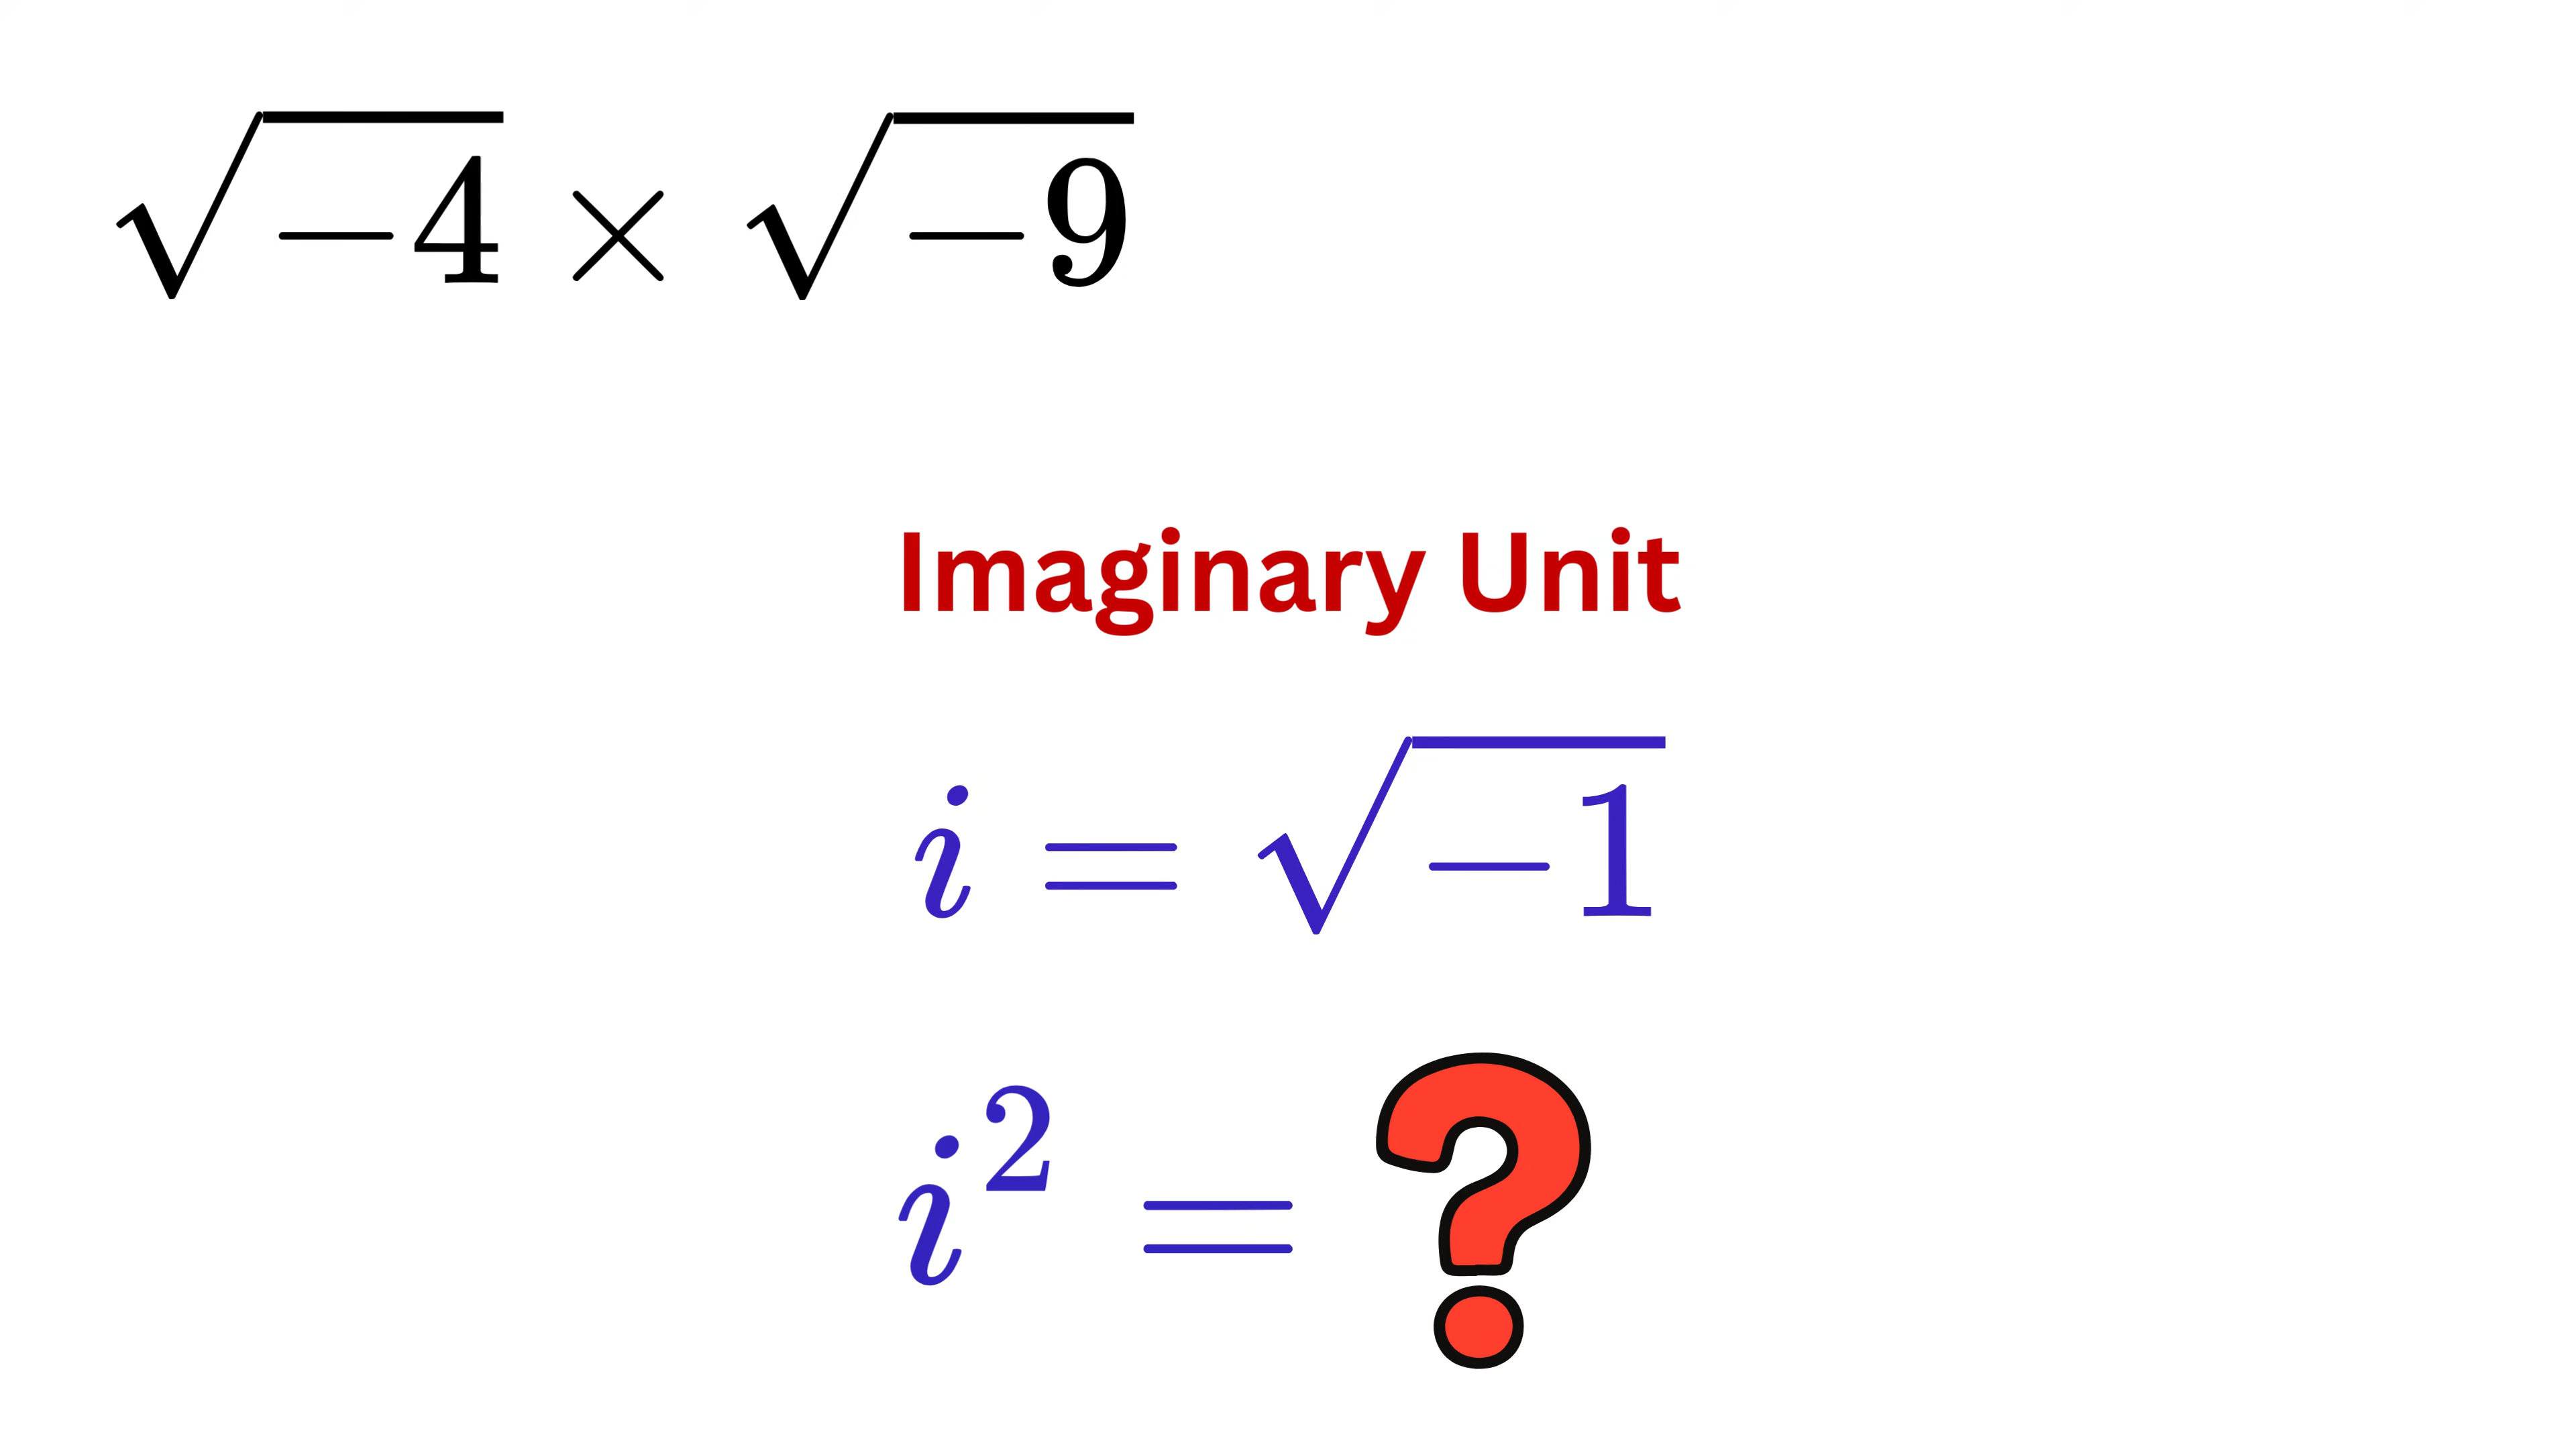 √−4 × √−9
Imaginary Unit
i = √−1
i² = ?